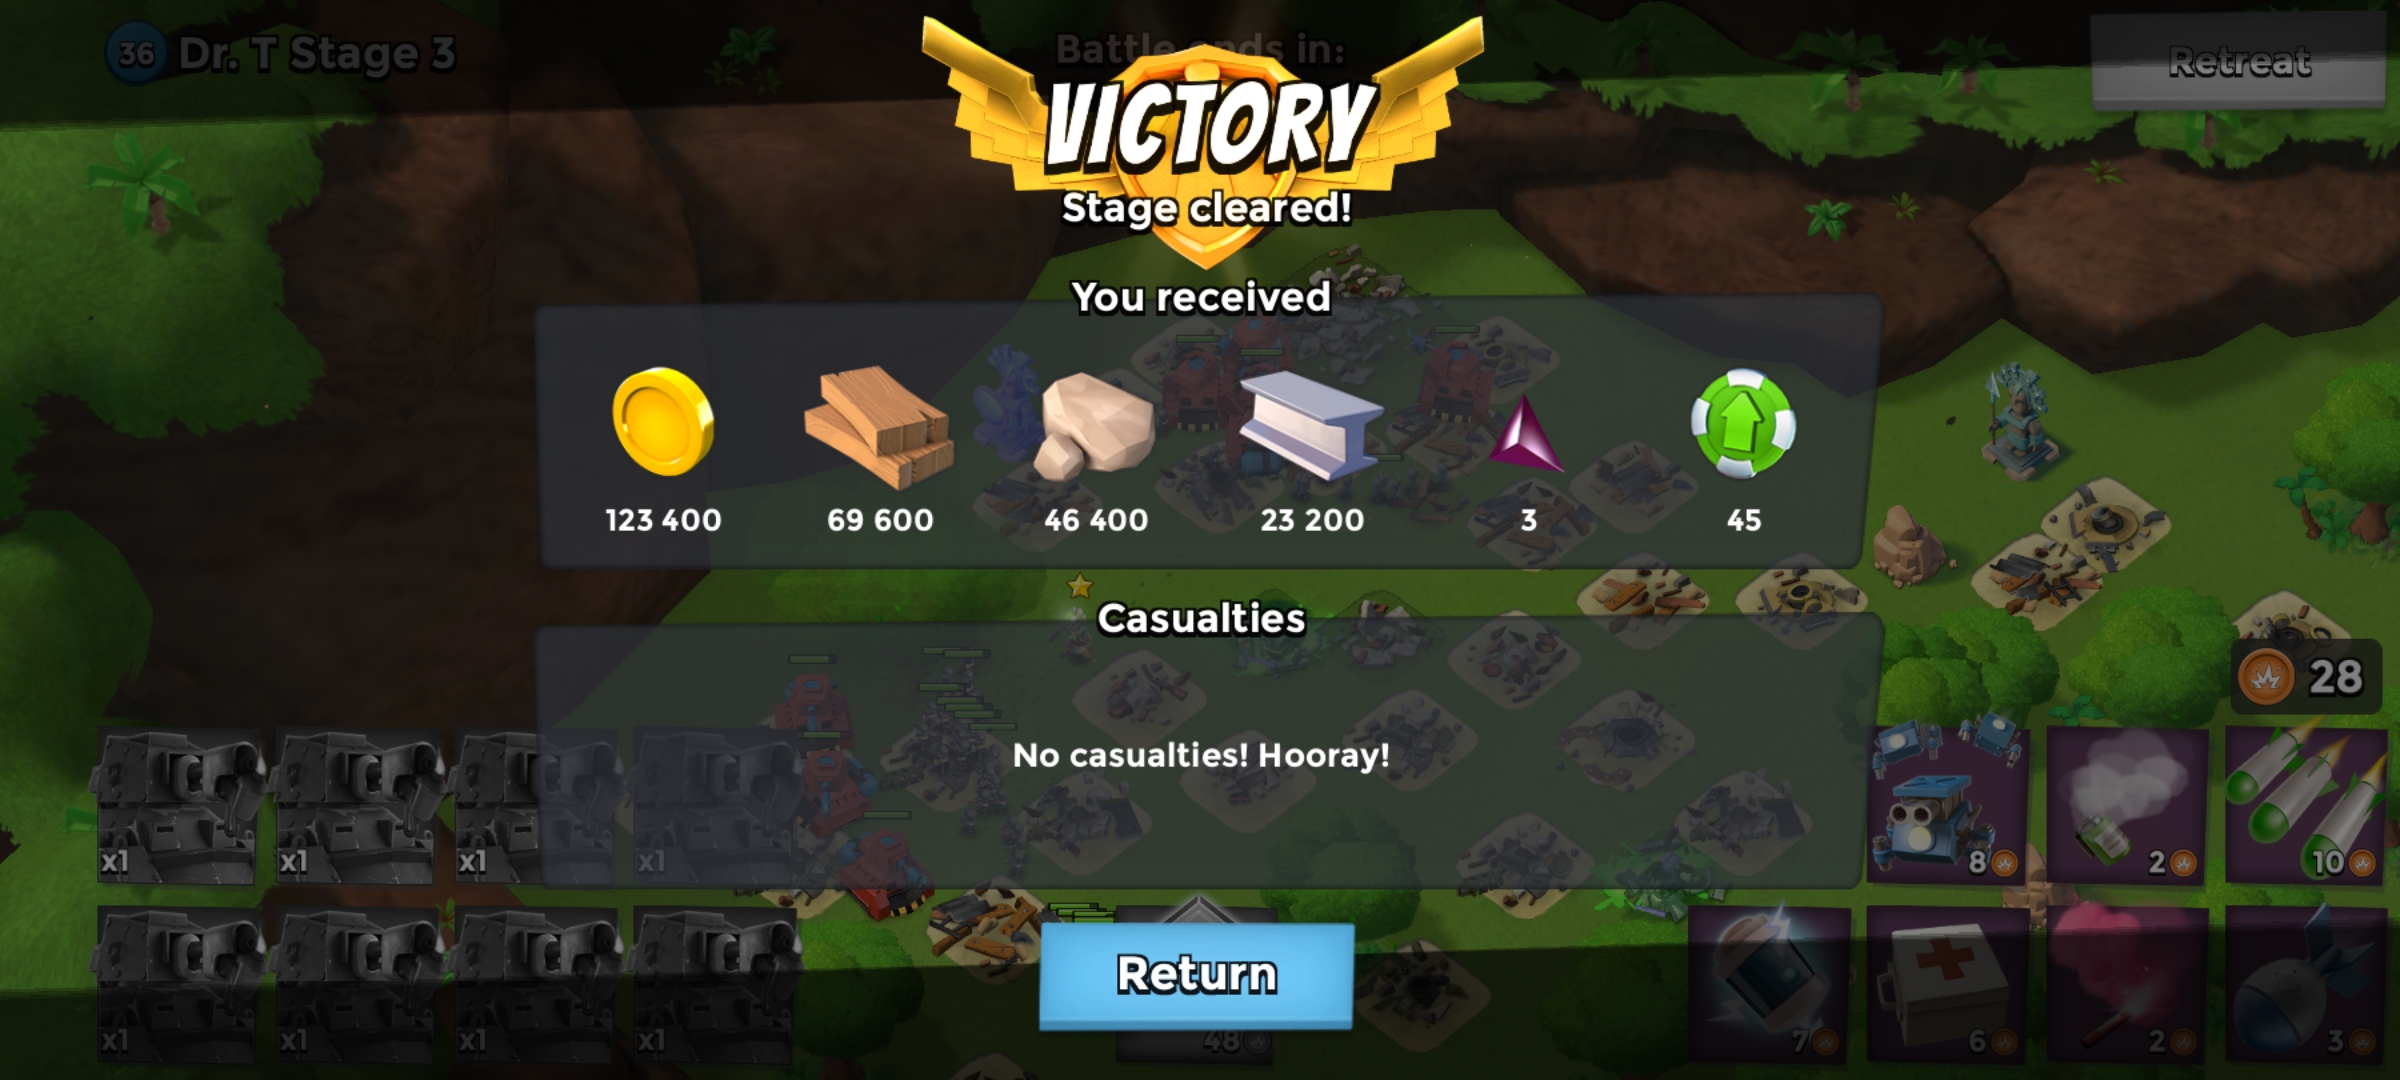 36 Dr. T Stage 3
Battle ends in:
Retreat
VICTORY
Stage cleared!
You received
123 400
69 600
46 400
23 200
3
45
Casualties
No casualties! Hooray!
28
x1
x1
x1
x1
8
2
10
Return
x1
x1
x1
x1
48
7
6
2
3